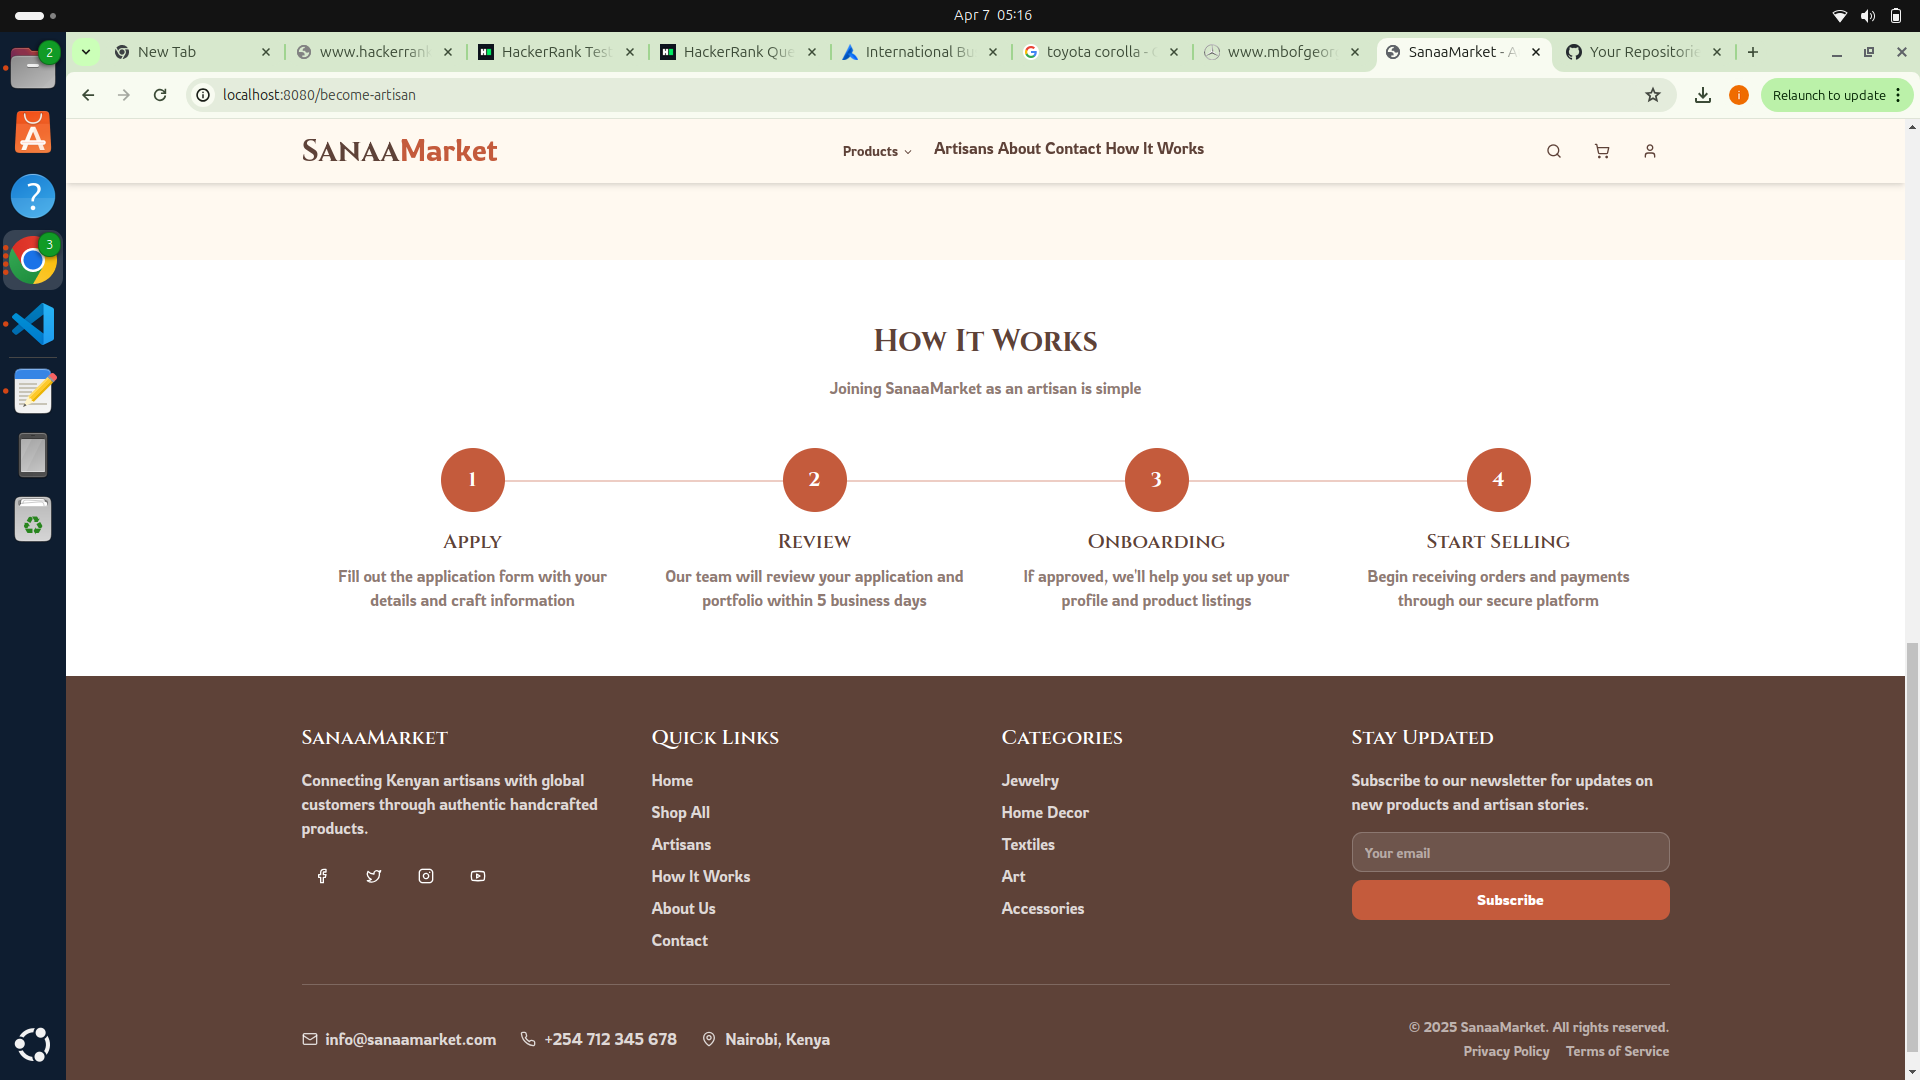 Apr 7 05:16
New Tab
www.hackerrank
HackerRank Test
HackerRank Que
International Bu
toyota corolla - G
www.mbofgeorg
SanaaMarket - A
Your Repositorie
localhost:8080/become-artisan
Relaunch to update
2
3
SanaaMarket
Products
Artisans About Contact How It Works
How It Works
Joining SanaaMarket as an artisan is simple
1
2
3
4
Apply
Review
Onboarding
Start Selling
Fill out the application form with your
details and craft information
Our team will review your application and
portfolio within 5 business days
If approved, we'll help you set up your
profile and product listings
Begin receiving orders and payments
through our secure platform
SanaaMarket
Connecting Kenyan artisans with global
customers through authentic handcrafted
products.
Quick Links
Home
Shop All
Artisans
How It Works
About Us
Contact
Categories
Jewelry
Home Decor
Textiles
Art
Accessories
Stay Updated
Subscribe to our newsletter for updates on
new products and artisan stories.
Your email
Subscribe
info@sanaamarket.com
+254 712 345 678
Nairobi, Kenya
© 2025 SanaaMarket. All rights reserved.
Privacy Policy
Terms of Service